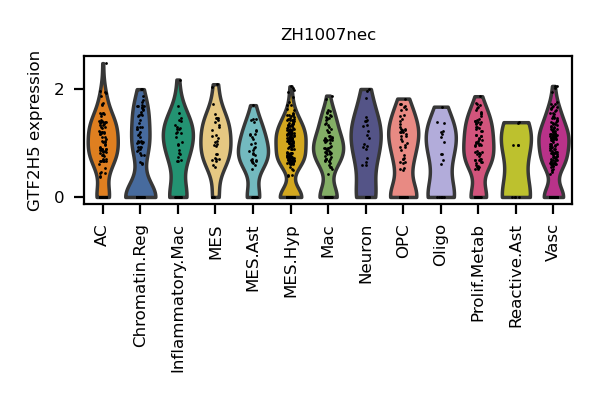 ZH1007nec
GTF2H5 expression
2
0
AC
Chromatin.Reg
Inflammatory.Mac
MES
MES.Ast
MES.Hyp
Mac
Neuron
OPC
Oligo
Prolif.Metab
Reactive.Ast
Vasc